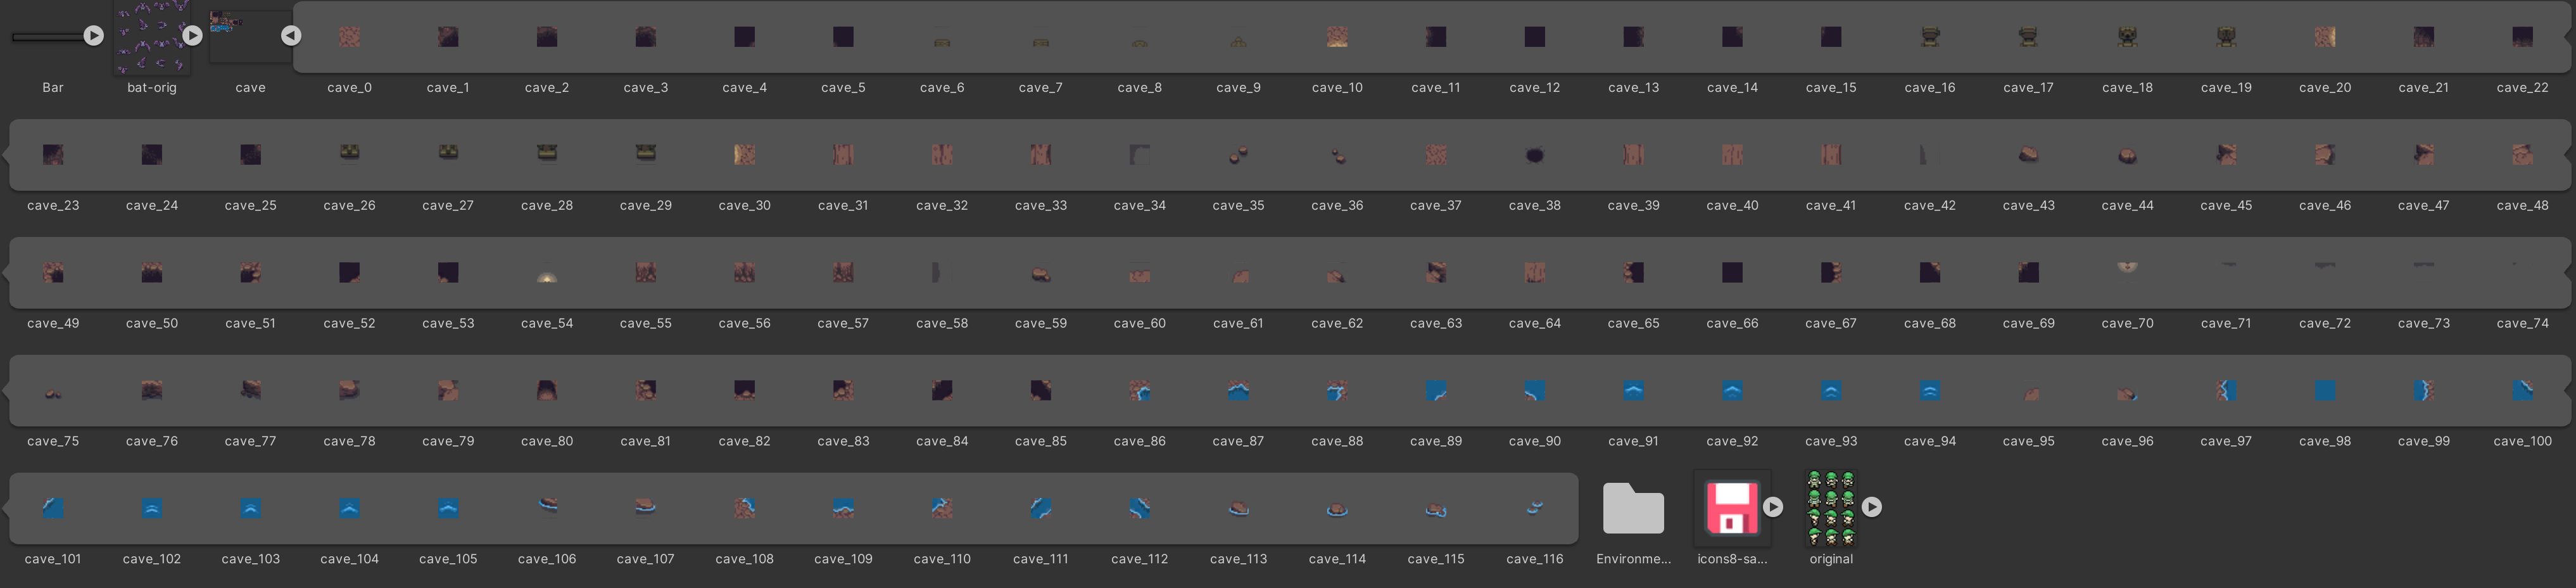 Bar bat-orig cave cave_0 cave_1 cave_2 cave_3 cave_4 cave_5 cave_6 cave_7 cave_8 cave_9 cave_10 cave_11 cave_12 cave_13 cave_14 cave_15 cave_16 cave_17 cave_18 cave_19 cave_20 cave_21 cave_22
cave_23 cave_24 cave_25 cave_26 cave_27 cave_28 cave_29 cave_30 cave_31 cave_32 cave_33 cave_34 cave_35 cave_36 cave_37 cave_38 cave_39 cave_40 cave_41 cave_42 cave_43 cave_44 cave_45 cave_46 cave_47 cave_48
cave_49 cave_50 cave_51 cave_52 cave_53 cave_54 cave_55 cave_56 cave_57 cave_58 cave_59 cave_60 cave_61 cave_62 cave_63 cave_64 cave_65 cave_66 cave_67 cave_68 cave_69 cave_70 cave_71 cave_72 cave_73 cave_74
cave_75 cave_76 cave_77 cave_78 cave_79 cave_80 cave_81 cave_82 cave_83 cave_84 cave_85 cave_86 cave_87 cave_88 cave_89 cave_90 cave_91 cave_92 cave_93 cave_94 cave_95 cave_96 cave_97 cave_98 cave_99 cave_100
cave_101 cave_102 cave_103 cave_104 cave_105 cave_106 cave_107 cave_108 cave_109 cave_110 cave_111 cave_112 cave_113 cave_114 cave_115 cave_116 Environme... icons8-sa... original